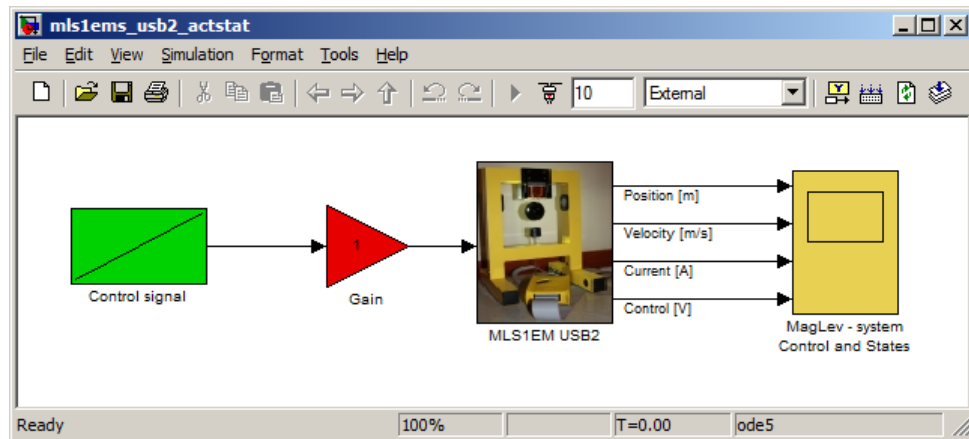 mls1ems_usb2_actstat
File Edit View Simulation Format Tools Help
10 External
Position [m]
Velocity [m/s]
1
Current [A]
Control signal
Gain
Control [V]
MLS1EM USB2
MagLev - system
Control and States
Ready 100% T=0.00 ode5